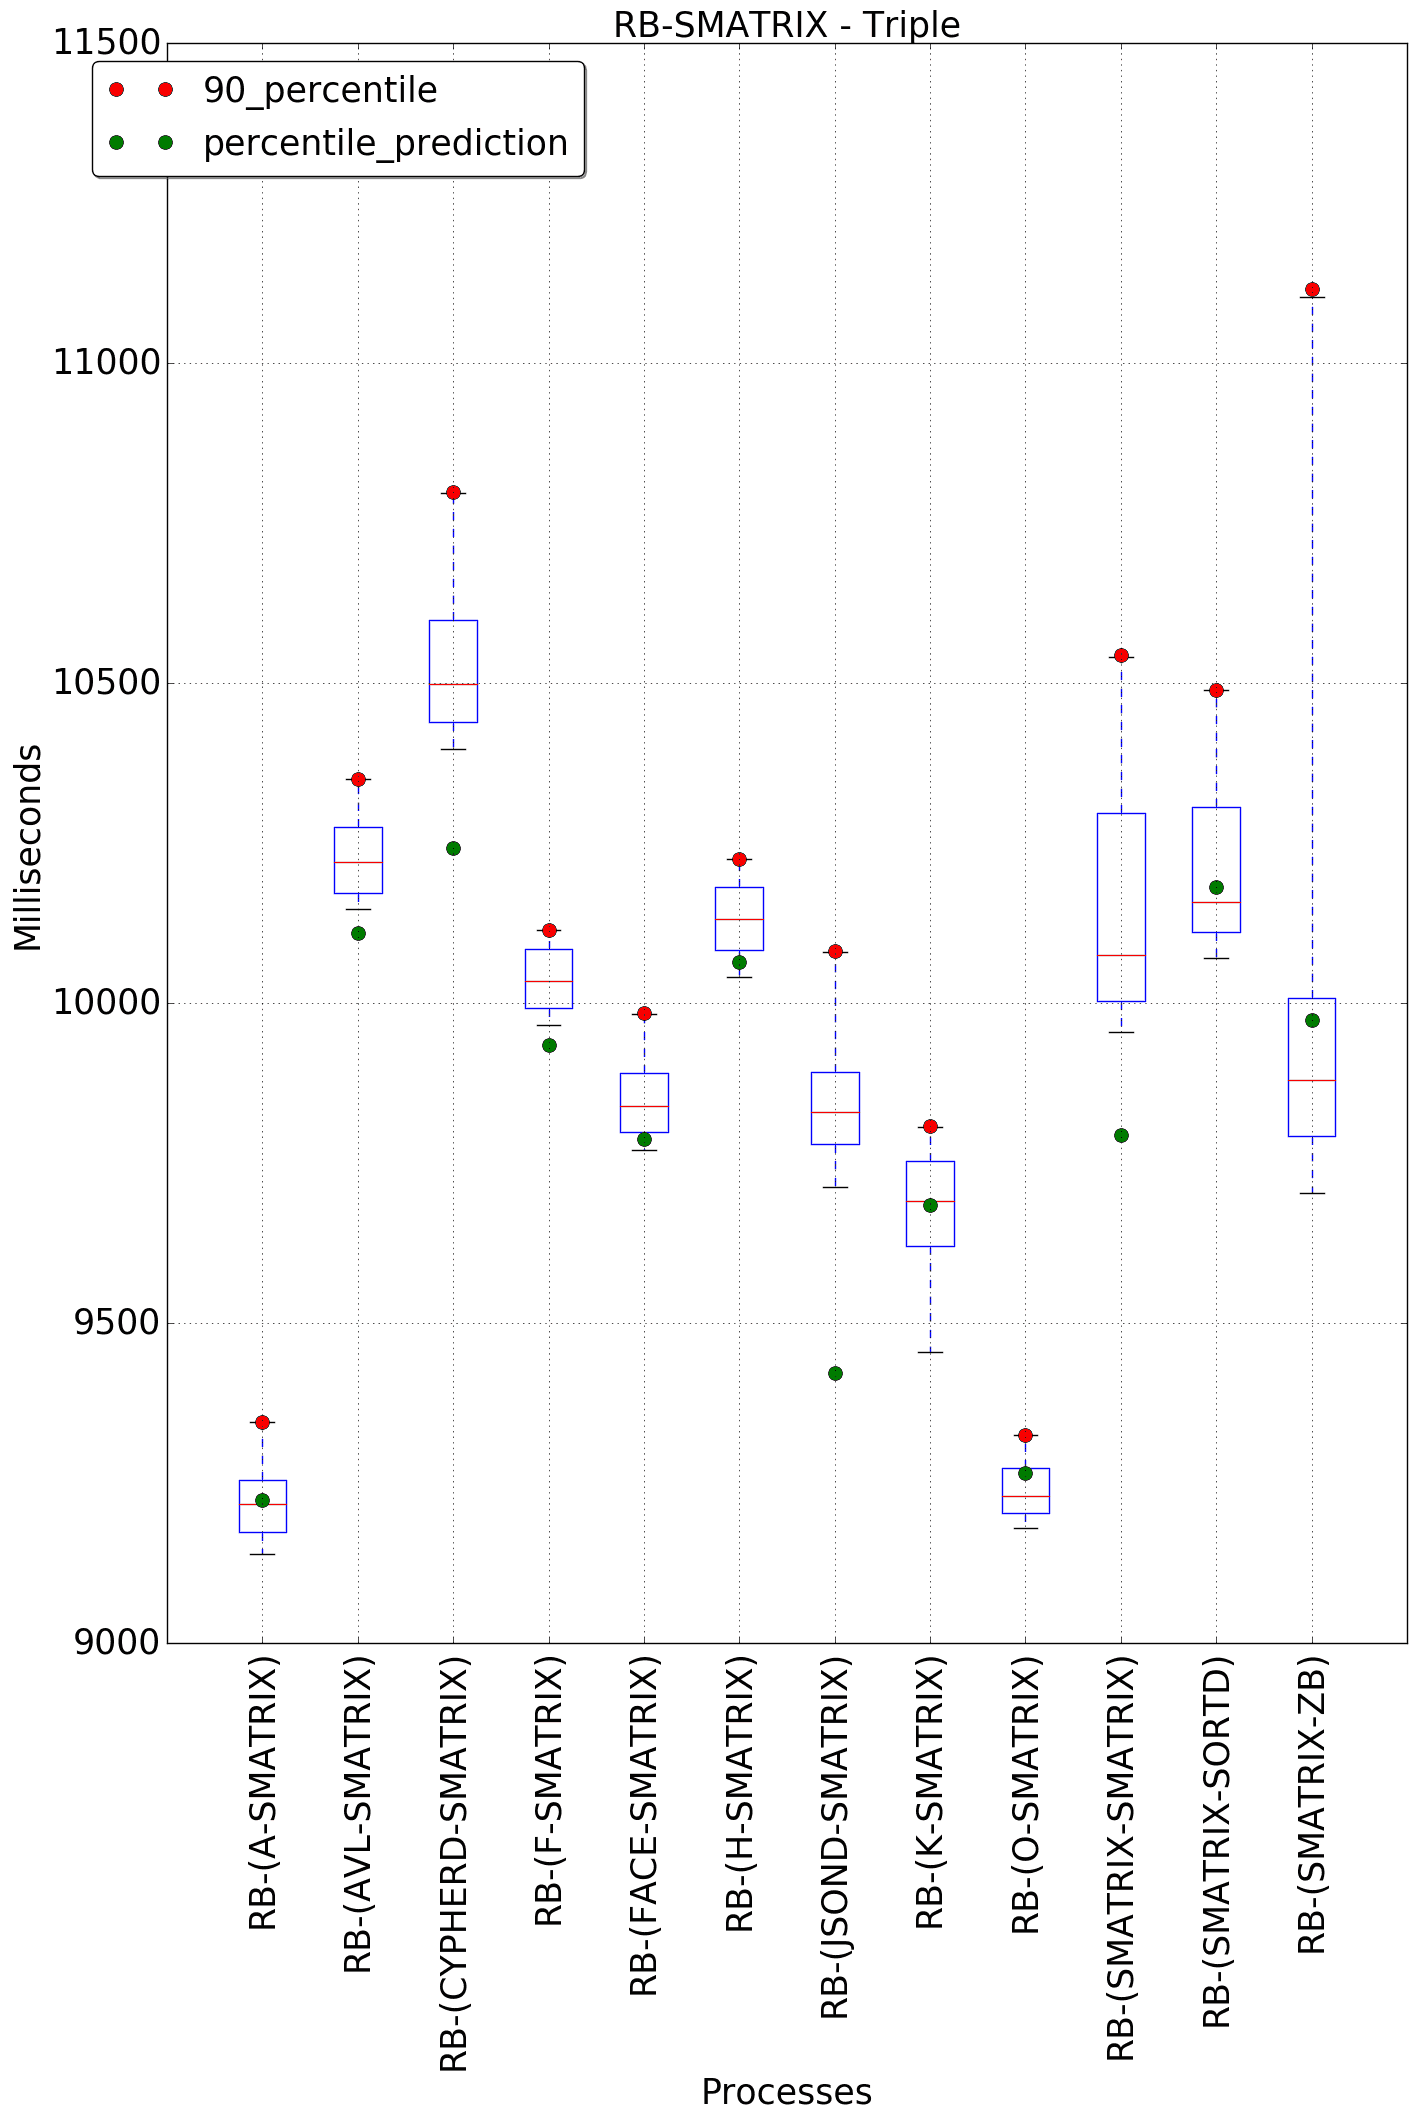 RB-SMATRIX - Triple
90_percentile
percentile_prediction
11500
11000
10500
10000
9500
9000
Milliseconds
RB-(A-SMATRIX)
RB-(AVL-SMATRIX)
RB-(CYPHERD-SMATRIX)
RB-(F-SMATRIX)
RB-(FACE-SMATRIX)
RB-(H-SMATRIX)
RB-(JSOND-SMATRIX)
RB-(K-SMATRIX)
RB-(O-SMATRIX)
RB-(SMATRIX-SMATRIX)
RB-(SMATRIX-SORTD)
RB-(SMATRIX-ZB)
Processes